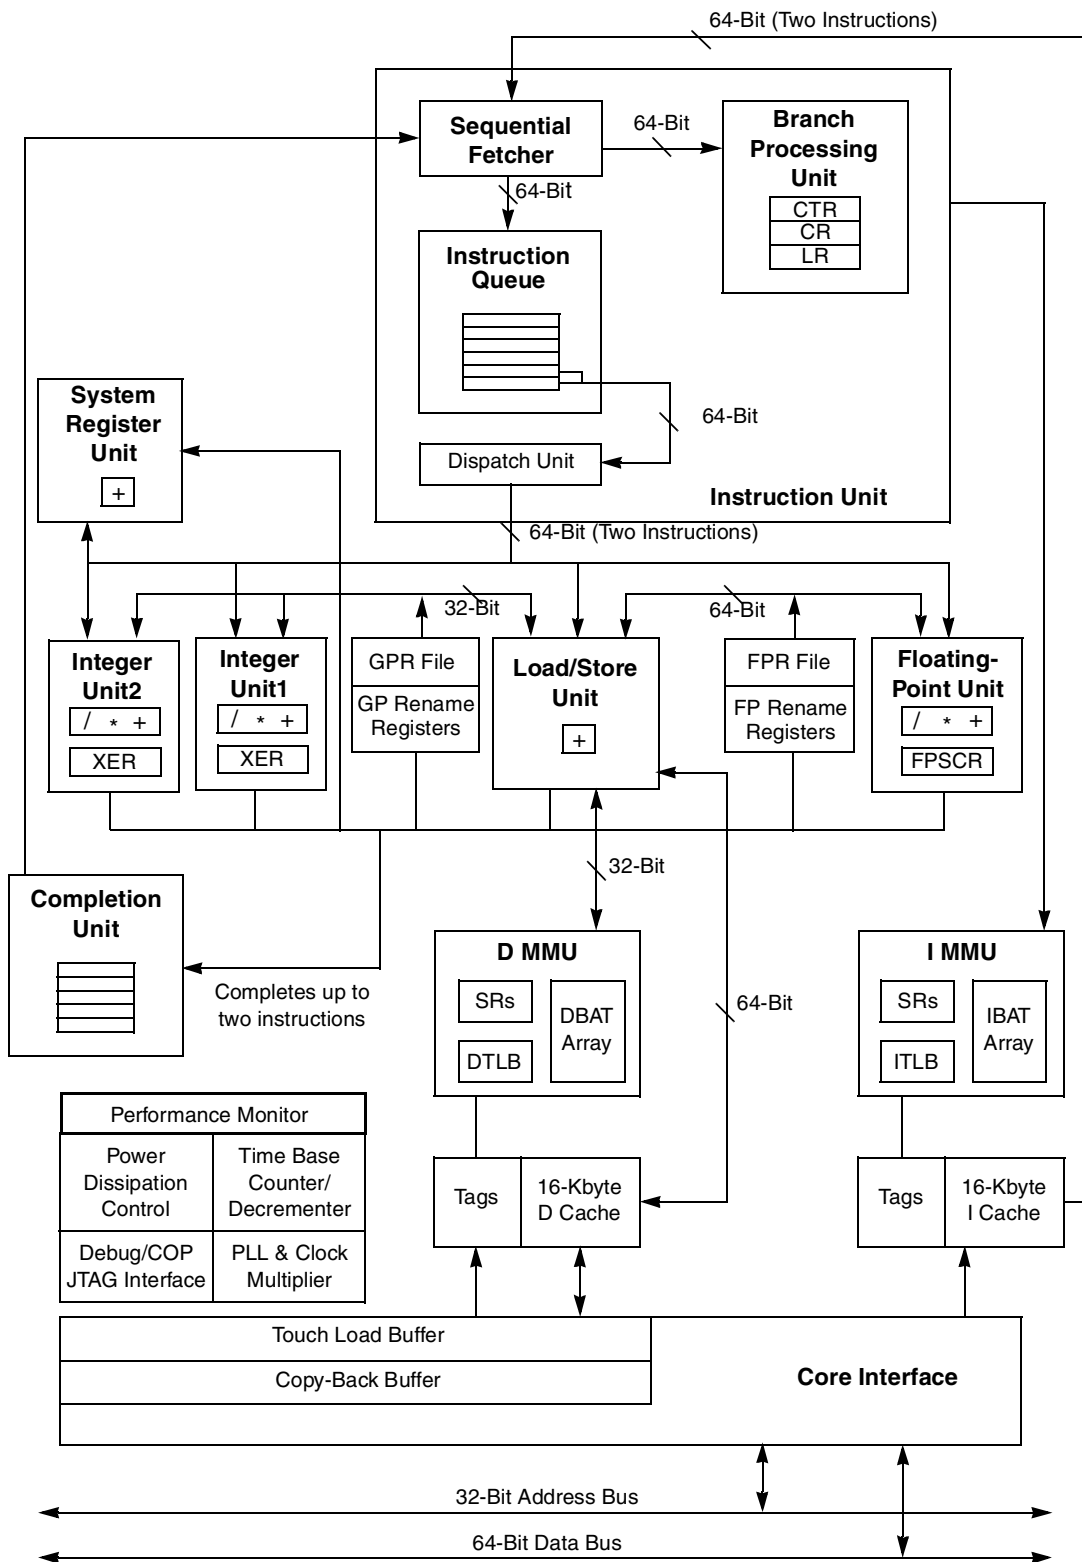 64-Bit (Two Instructions)
Sequential
Fetcher
64-Bit
Branch
Processing
Unit
CTR
CR
LR
64-Bit
Instruction
Queue
System
Register
Unit
+
64-Bit
Dispatch Unit
Instruction Unit
64-Bit (Two Instructions)
32-Bit
64-Bit
Integer
Unit2
/ * +
XER
Integer
Unit1
/ * +
XER
GPR File
GP Rename
Registers
Load/Store
Unit
+
FPR File
FP Rename
Registers
Floating-
Point Unit
/ * +
FPSCR
32-Bit
Completion
Unit
Completes up to
two instructions
D MMU
SRs
DTLB
DBAT
Array
64-Bit
I MMU
SRs
ITLB
IBAT
Array
Performance Monitor
Power
Dissipation
Control
Time Base
Counter/
Decrementer
Debug/COP
JTAG Interface
PLL & Clock
Multiplier
Tags
16-Kbyte
D Cache
Tags
16-Kbyte
I Cache
Touch Load Buffer
Copy-Back Buffer
Core Interface
32-Bit Address Bus
64-Bit Data Bus